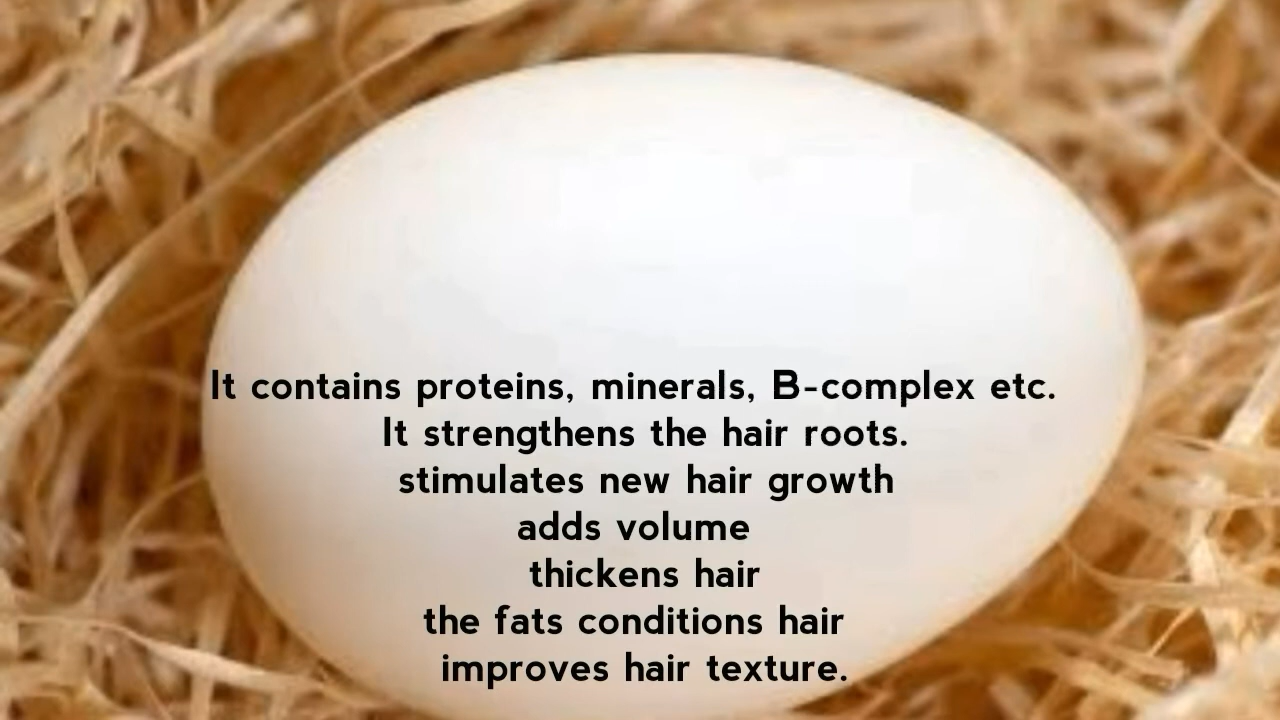 It contains proteins, minerals, B-complex etc.
It strengthens the hair roots.
stimulates new hair growth
adds volume
thickens hair
the fats conditions hair
improves hair texture.